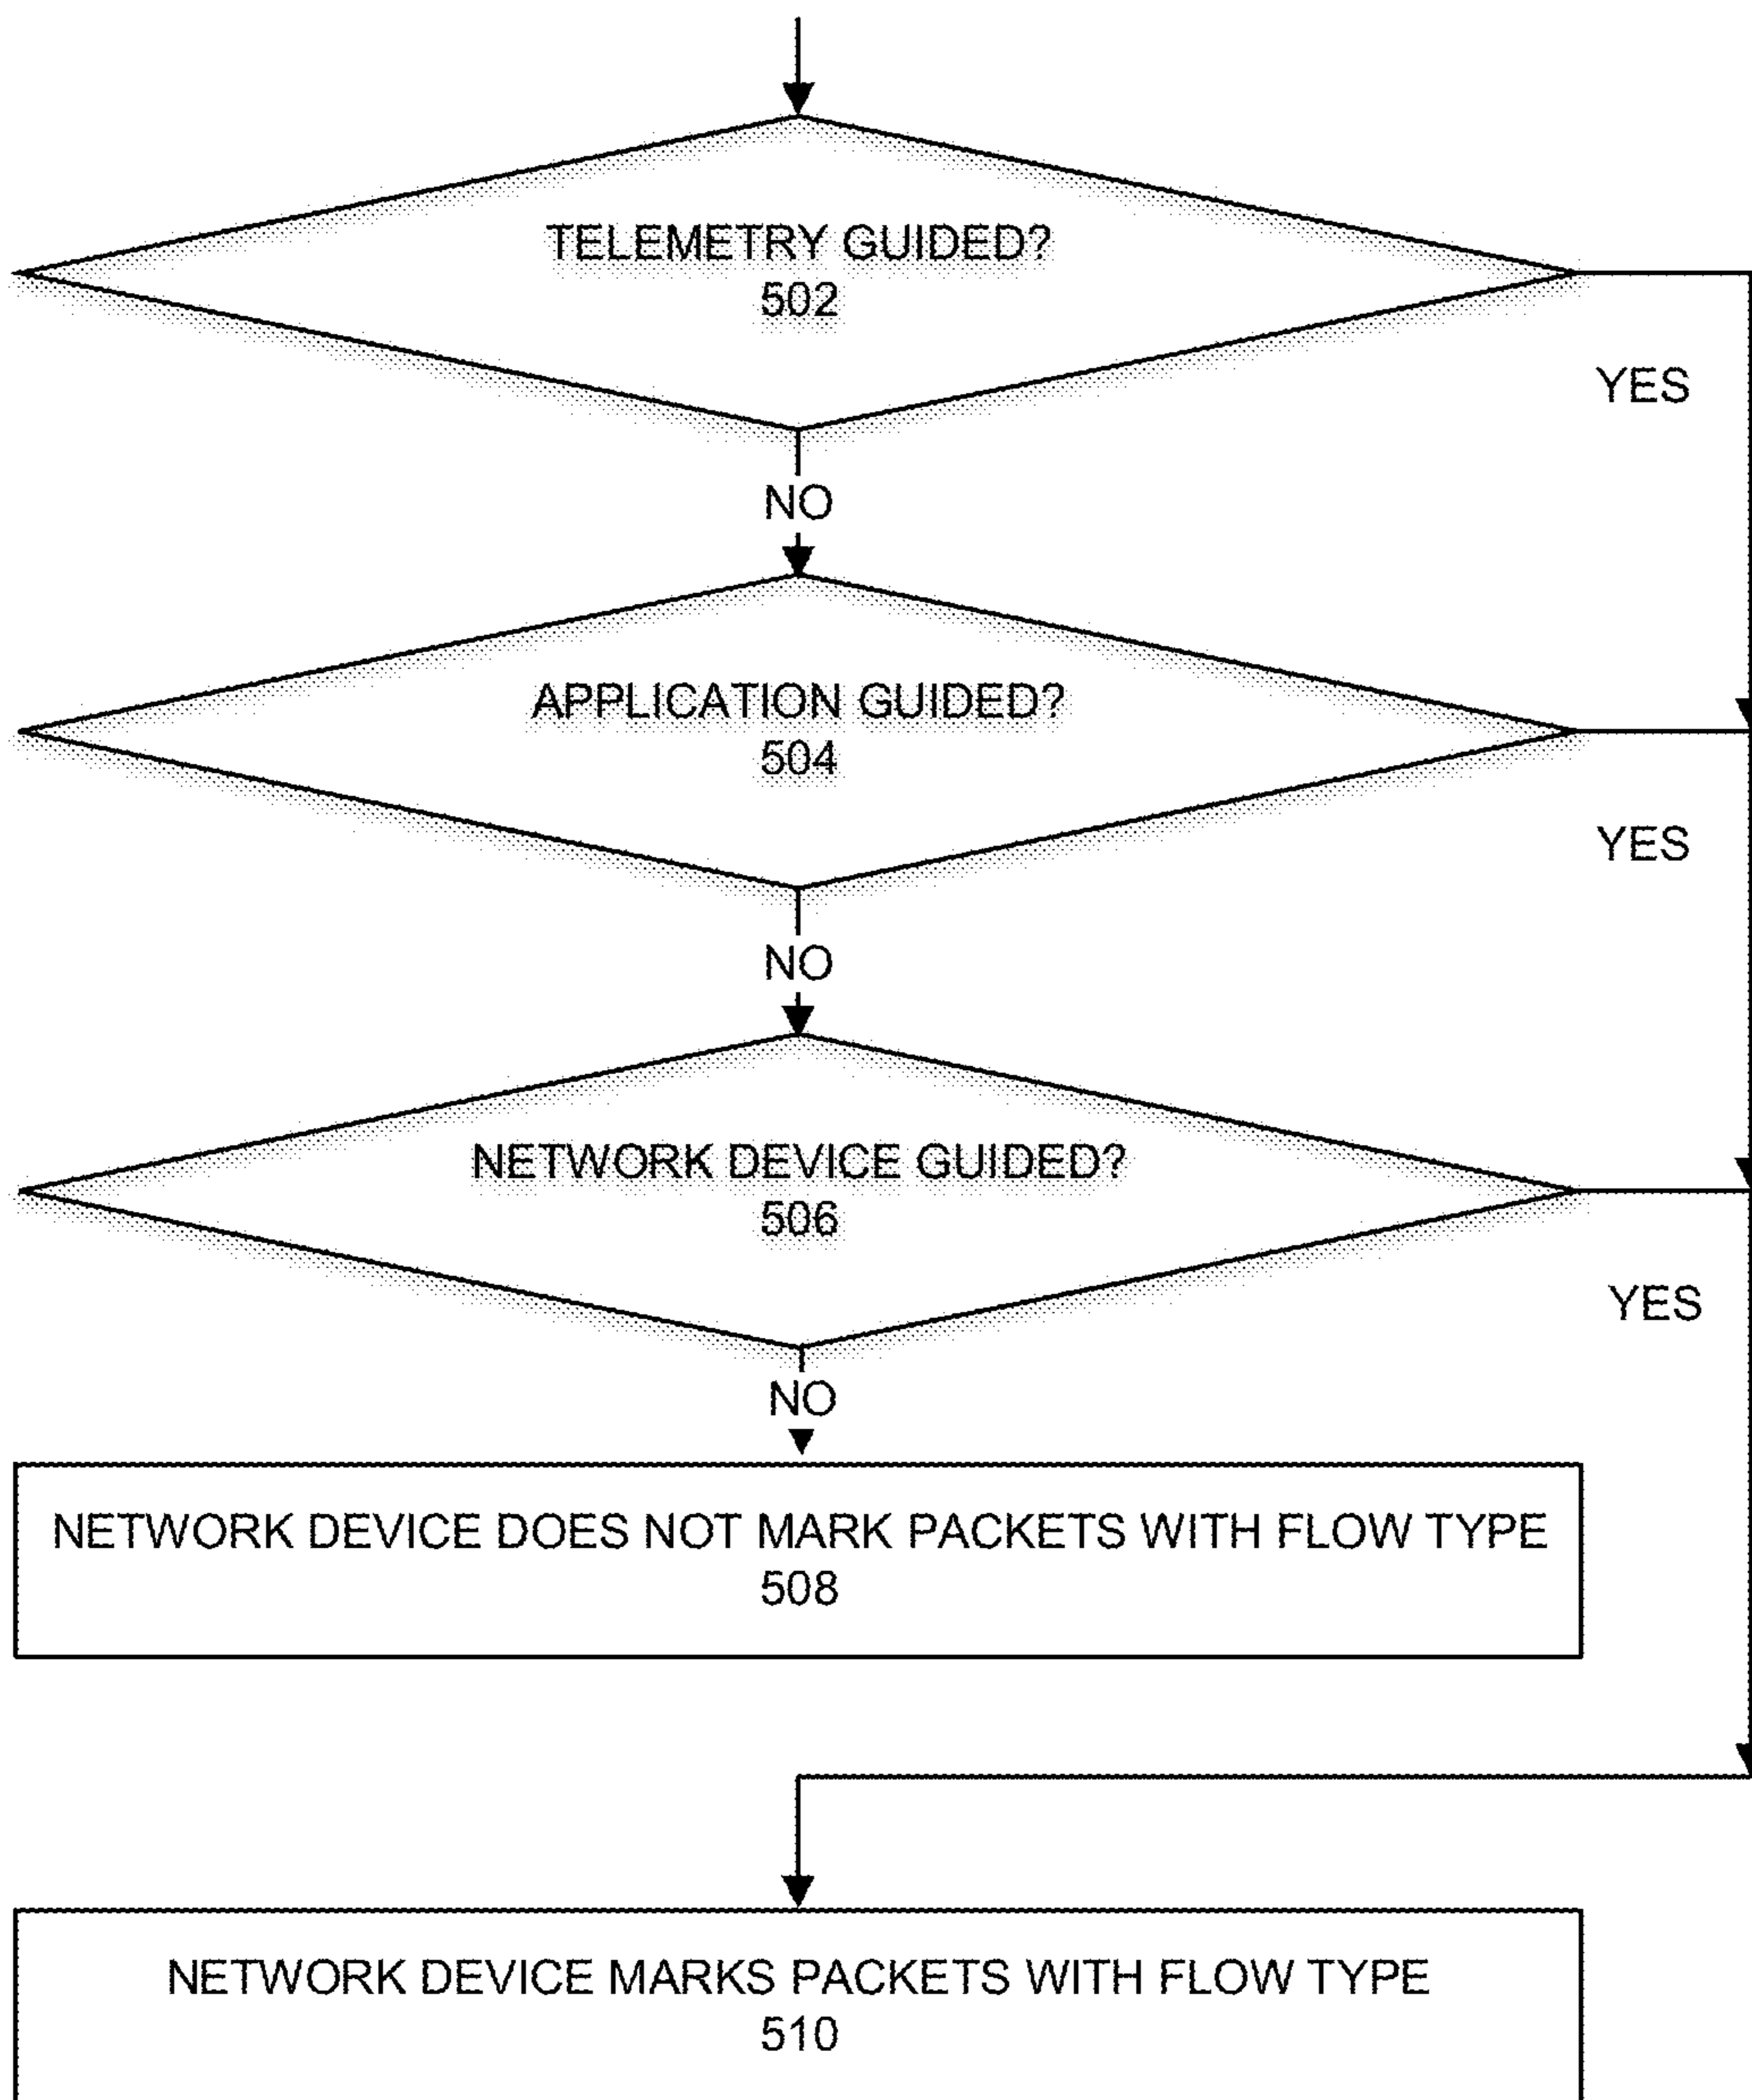 TELEMETRY GUIDED?
502
YES
NO
APPLICATION GUIDED?
504
YES
NO
NETWORK DEVICE GUIDED?
506
YES
NO
NETWORK DEVICE DOES NOT MARK PACKETS WITH FLOW TYPE
508
NETWORK DEVICE MARKS PACKETS WITH FLOW TYPE
510